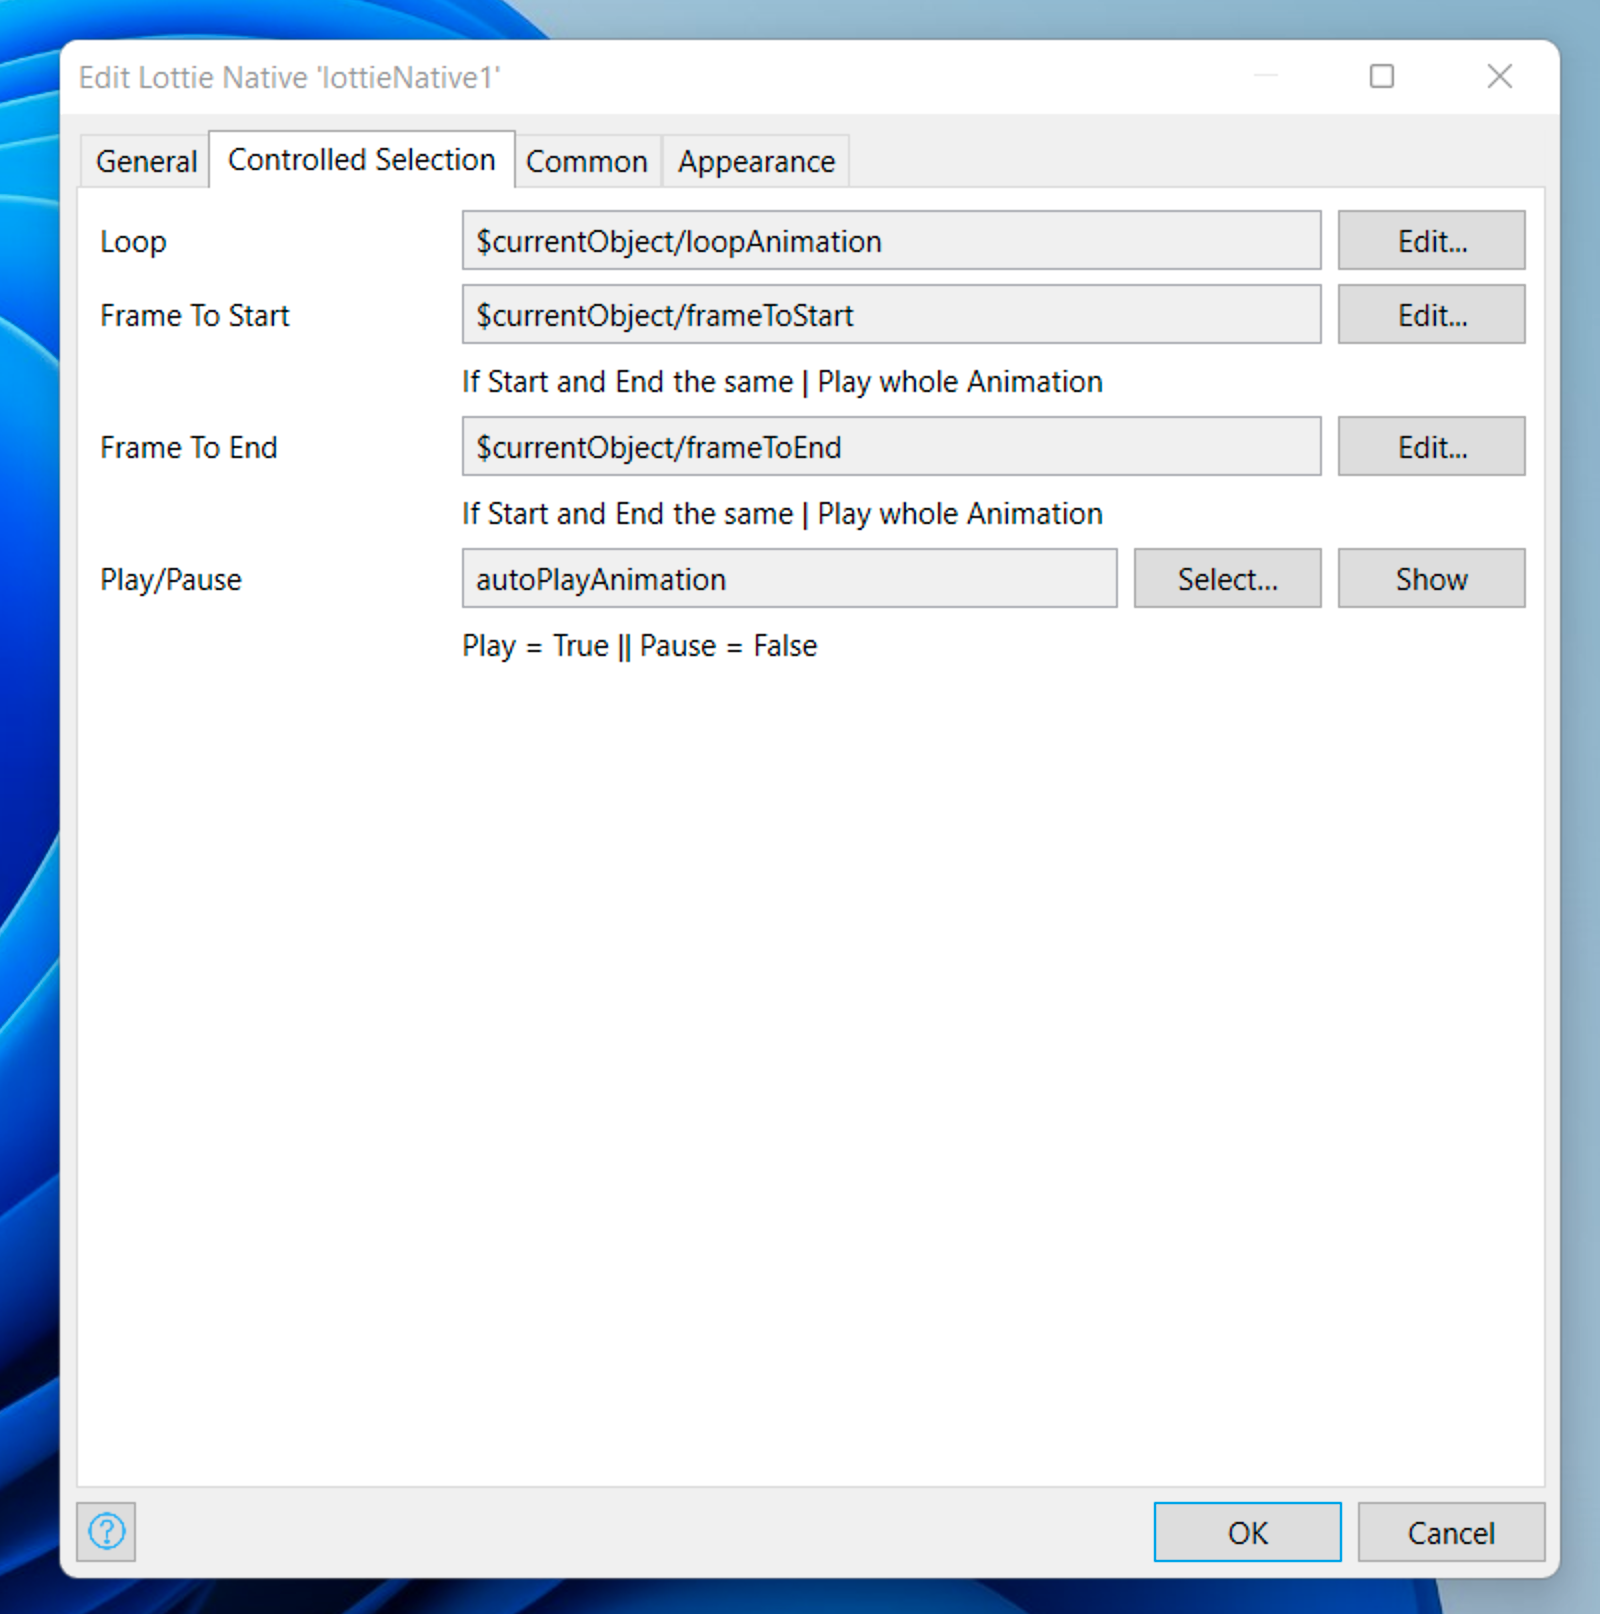 Edit Lottie Native 'lottieNative1'
General Controlled Selection Common Appearance
Loop $currentObject/loopAnimation Edit...
Frame To Start $currentObject/frameToStart Edit...
If Start and End the same | Play whole Animation
Frame To End $currentObject/frameToEnd Edit...
If Start and End the same | Play whole Animation
Play/Pause autoPlayAnimation Select... Show
Play = True || Pause = False
? OK Cancel